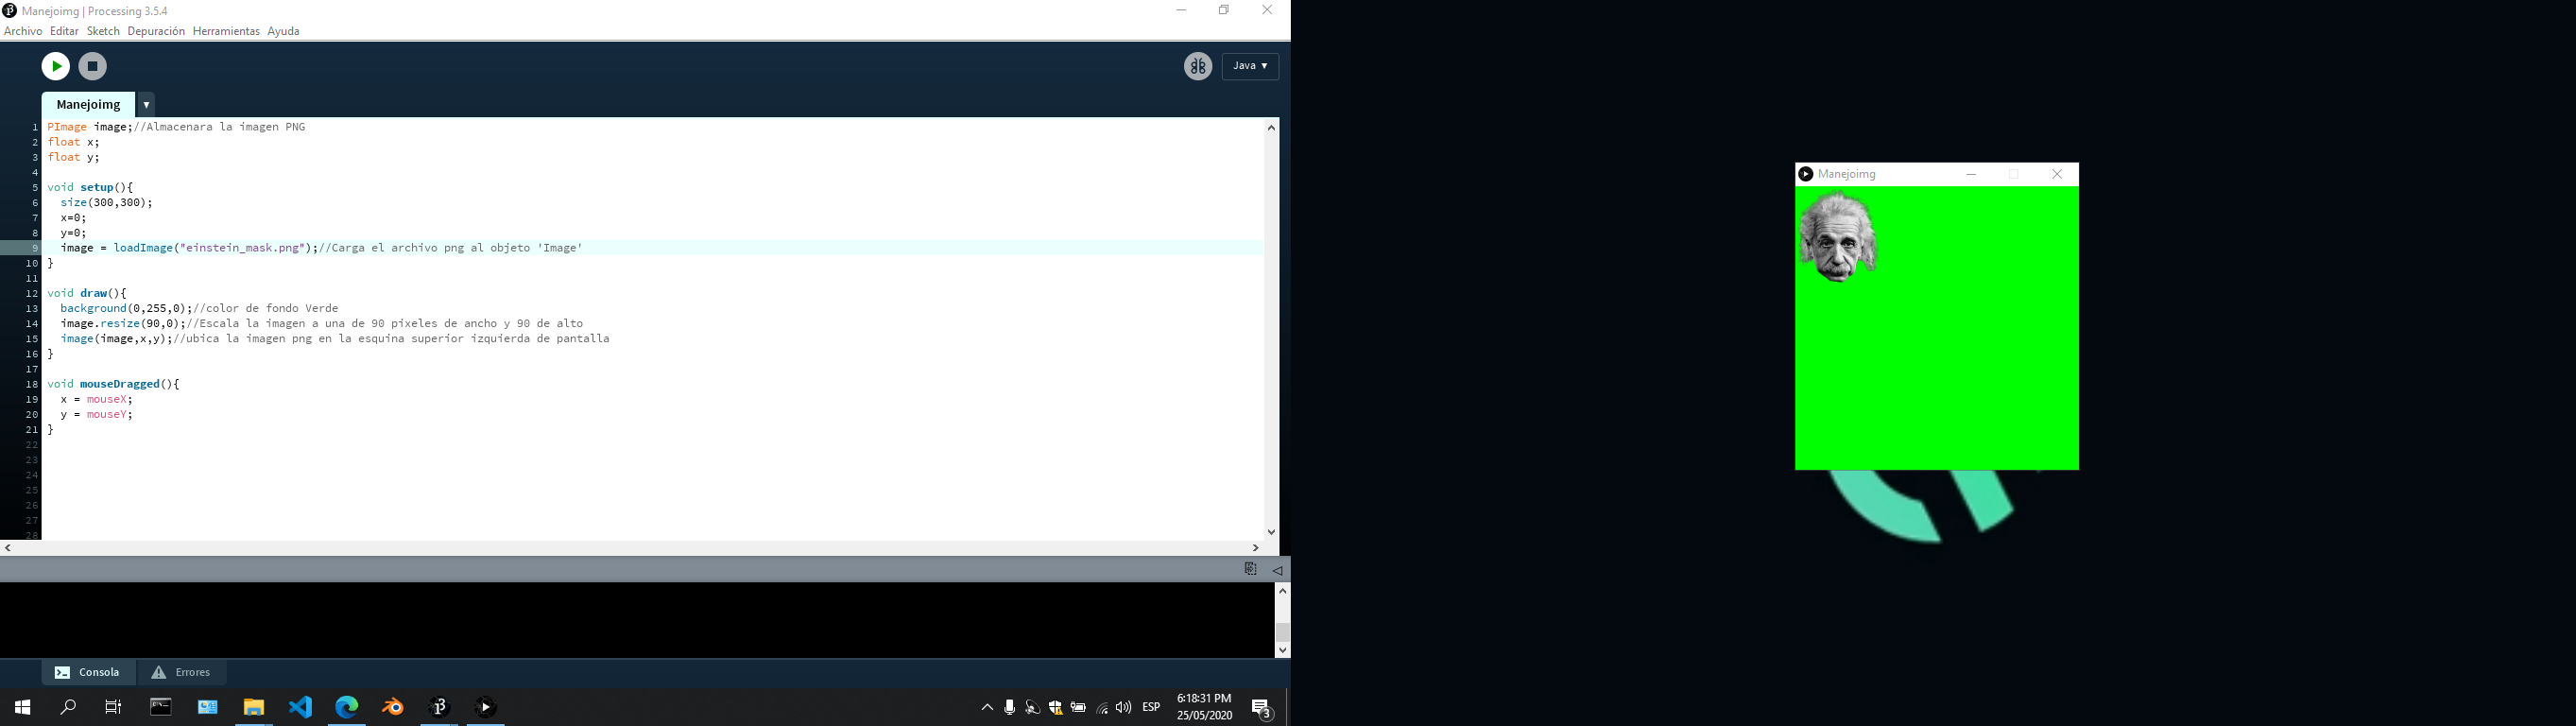 Manejoimg | Processing 3.5.4
Archivo Editar Sketch Depuración Herramientas Ayuda
Java ▼
Manejoimg ▼
1 PImage image;//Almacenara la imagen PNG
2 float x;
3 float y;
4
5 void setup(){
6 size(300,300);
7 x=0;
8 y=0;
9 image = loadImage("einstein_mask.png");//Carga el archivo png al objeto 'Image'
10 }
11
12 void draw(){
13 background(0,255,0);//color de fondo Verde
14 image.resize(90,0);//Escala la imagen a una de 90 pixeles de ancho y 90 de alto
15 image(image,x,y);//ubica la imagen png en la esquina superior izquierda de pantalla
16 }
17
18 void mouseDragged(){
19 x = mouseX;
20 y = mouseY;
21 }
22
23
24
25
26
27
28
Consola Errores
ESP 6:18:31 PM
25/05/2020 3
Manejoimg